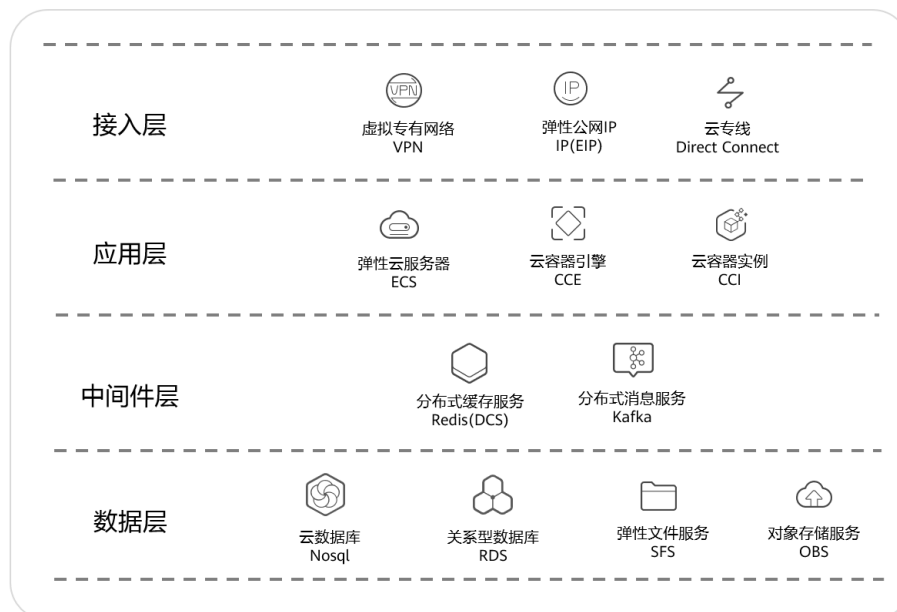 接入层
VPN
虚拟专有网络
VPN
IP
弹性公网IP
IP(EIP)
云专线
Direct Connect
应用层
弹性云服务器
ECS
云容器引擎
CCE
云容器实例
CCI
中间件层
分布式缓存服务
Redis(DCS)
分布式消息服务
Kafka
数据层
云数据库
Nosql
关系型数据库
RDS
弹性文件服务
SFS
对象存储服务
OBS